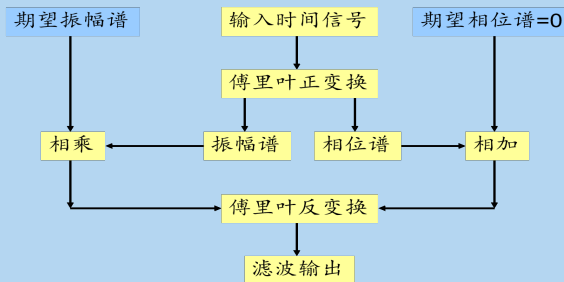 期望振幅谱
输入时间信号
期望相位谱=0
傅里叶正变换
相乘
振幅谱
相位谱
相加
傅里叶反变换
滤波输出